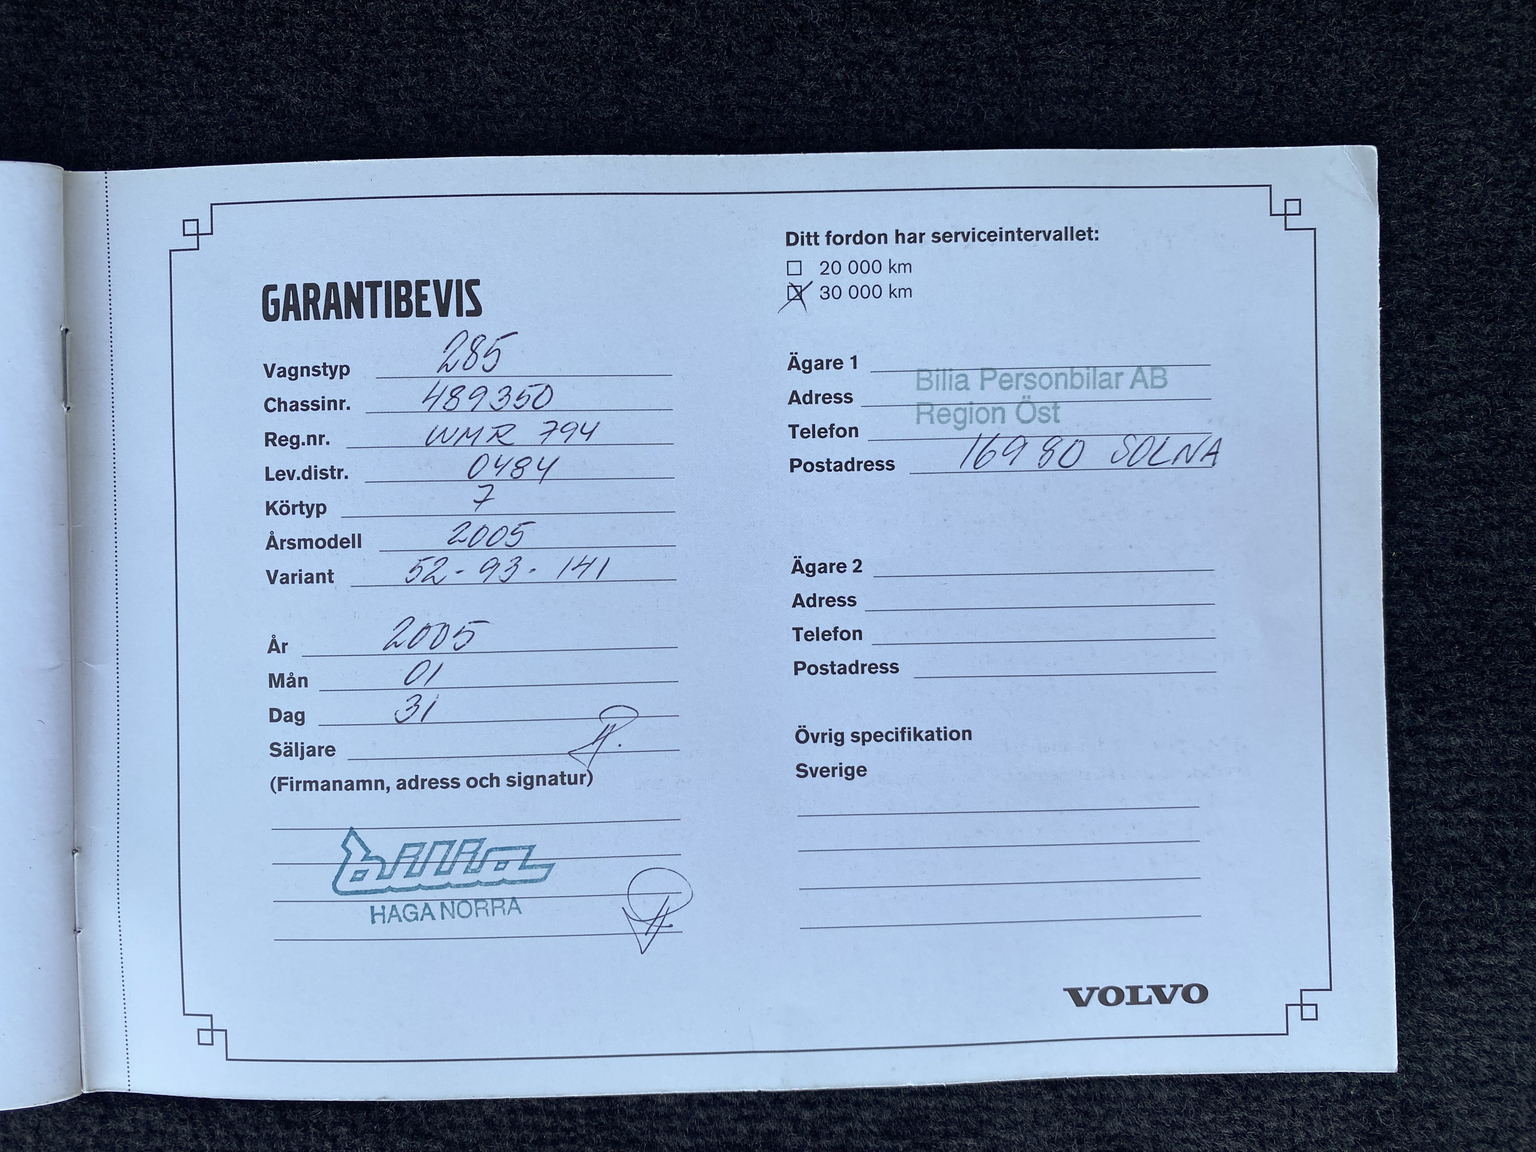 GARANTIBEVIS
Vagnstyp 285
Chassinr. 489350
Reg.nr. WMR 794
Lev.distr. 0484
Körtyp 7
Årsmodell 2005
Variant 52-93-141
År 2005
Mån 01
Dag 31
Säljare
(Firmanamn, adress och signatur)
bilia
HAGA NORRA
Ditt fordon har serviceintervallet:
20 000 km
30 000 km
Ägare 1
Bilia Personbilar AB
Adress
Region Öst
Telefon
Postadress 16980 SOLNA
Ägare 2
Adress
Telefon
Postadress
Övrig specifikation
Sverige
VOLVO